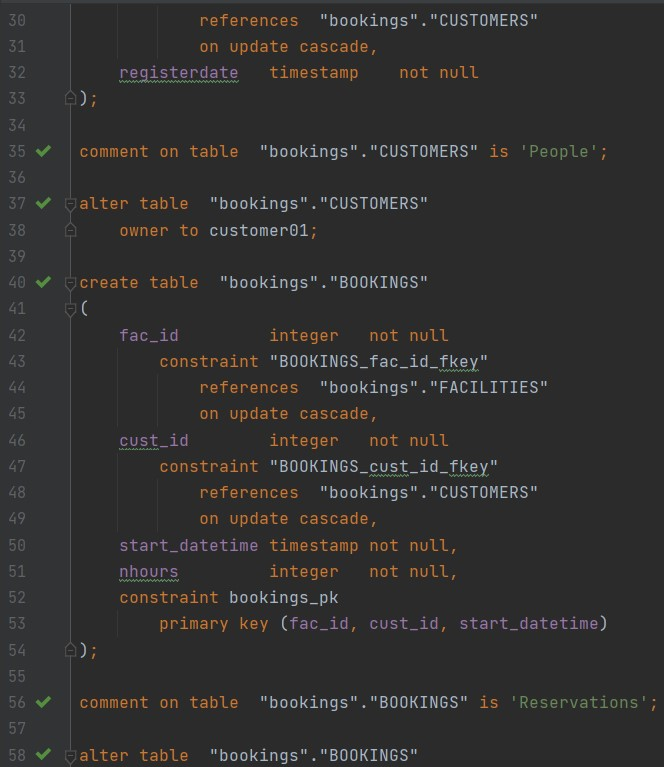 30 references "bookings"."CUSTOMERS"
31 on update cascade,
32 registerdate timestamp not null
33 );
34
35 comment on table "bookings"."CUSTOMERS" is 'People';
36
37 alter table "bookings"."CUSTOMERS"
38 owner to customer01;
39
40 create table "bookings"."BOOKINGS"
41 (
42 fac_id integer not null
43 constraint "BOOKINGS_fac_id_fkey"
44 references "bookings"."FACILITIES"
45 on update cascade,
46 cust_id integer not null
47 constraint "BOOKINGS_cust_id_fkey"
48 references "bookings"."CUSTOMERS"
49 on update cascade,
50 start_datetime timestamp not null,
51 nhours integer not null,
52 constraint bookings_pk
53 primary key (fac_id, cust_id, start_datetime)
54 );
55
56 comment on table "bookings"."BOOKINGS" is 'Reservations';
57
58 alter table "bookings"."BOOKINGS"